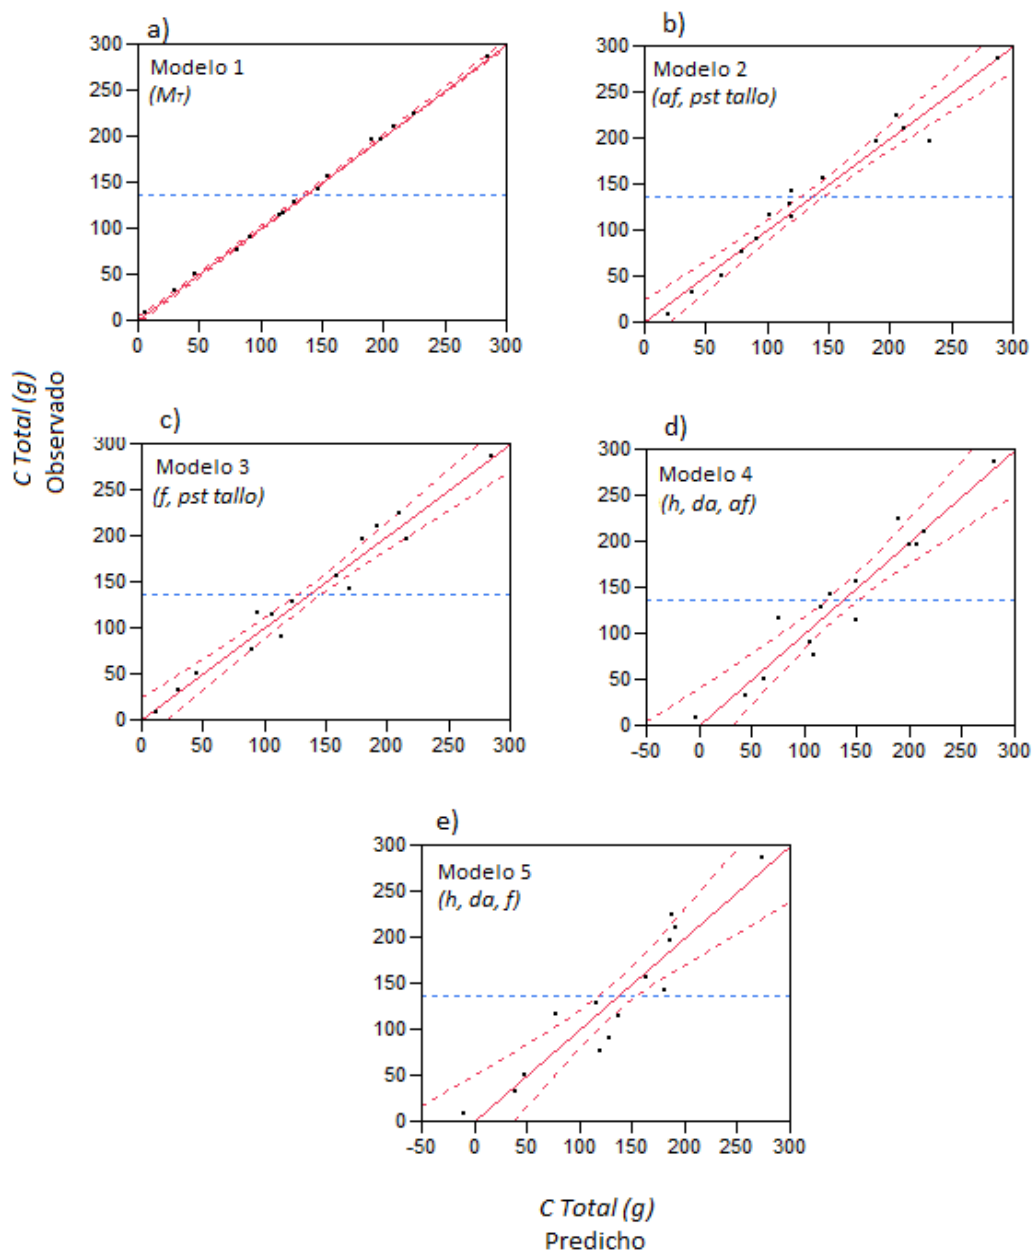 a)
Modelo 1
(MT)
300
250
200
150
100
50
0
0 50 100 150 200 250 300
b)
Modelo 2
(af, pst tallo)
300
250
200
150
100
50
0
0 50 100 150 200 250 300
C Total (g)
Observado
c)
Modelo 3
(f, pst tallo)
300
250
200
150
100
50
0
0 50 100 150 200 250 300
d)
Modelo 4
(h, da, af)
300
250
200
150
100
50
0
-50 0 50 100 150 200 250 300
e)
Modelo 5
(h, da, f)
300
250
200
150
100
50
0
-50 0 50 100 150 200 250 300
C Total (g)
Predicho